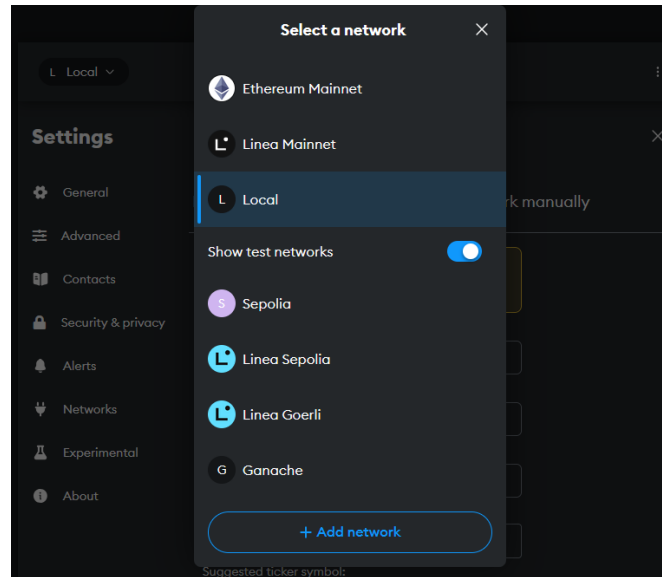 Select a network
L Local
Ethereum Mainnet
Settings
L Linea Mainnet
General
L Local
rk manually
Advanced
Show test networks
Contacts
S Sepolia
Security & privacy
Alerts
L Linea Sepolia
Networks
L Linea Goerli
Experimental
G Ganache
About
+ Add network
Suggested ticker symbol: